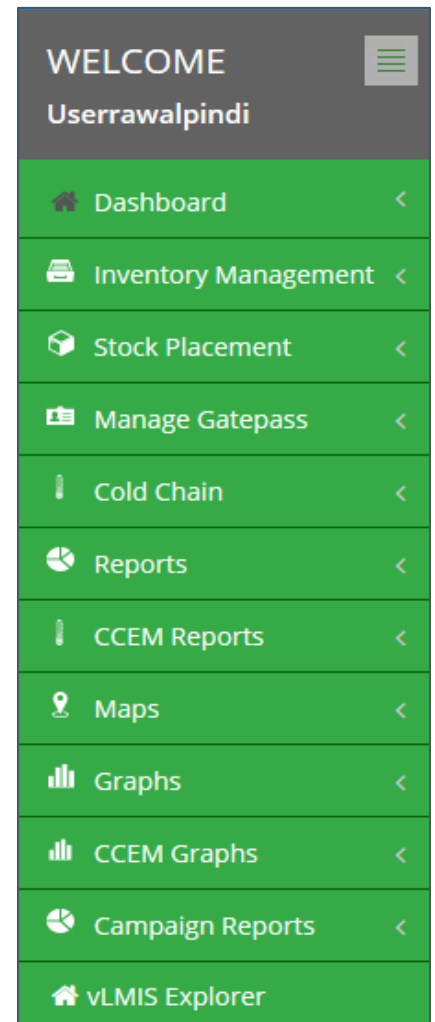 WELCOME
Userrawalpindi
Dashboard
Inventory Management
Stock Placement
Manage Gatepass
Cold Chain
Reports
CCEM Reports
Maps
Graphs
CCEM Graphs
Campaign Reports
vLMIS Explorer